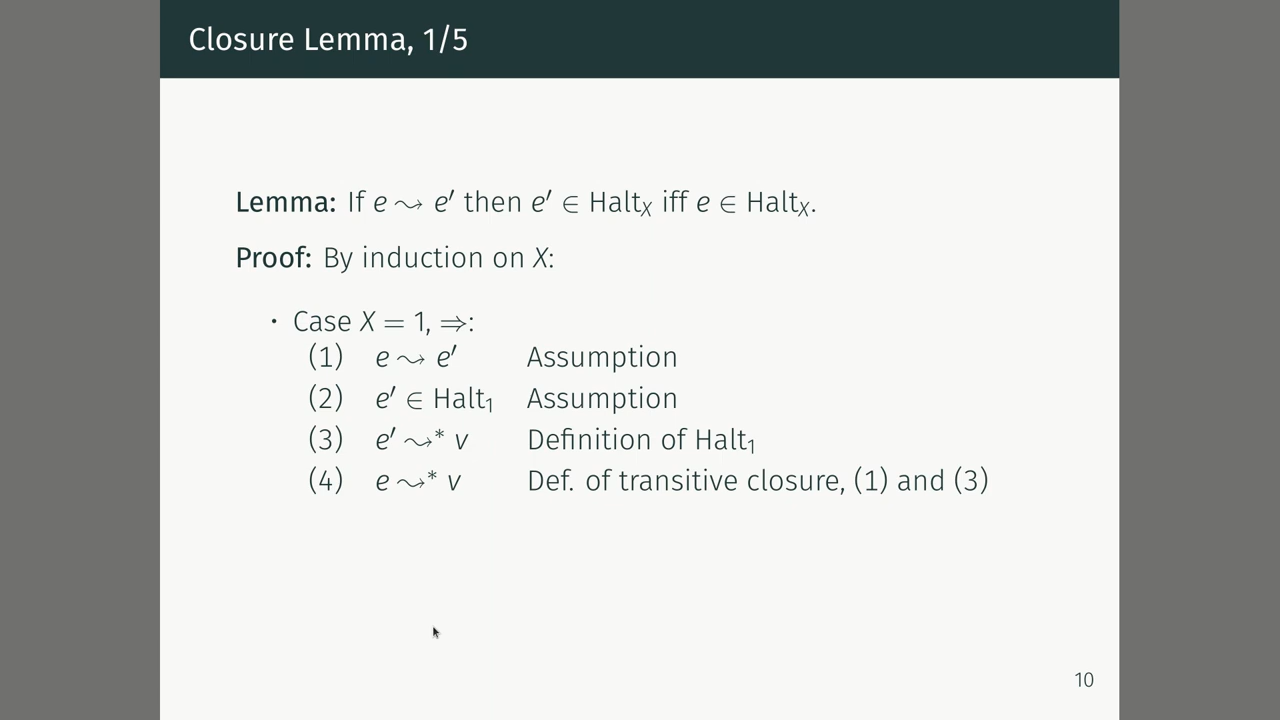 Closure Lemma, 1/5
Lemma: If e ⇝ e′ then e′ ∈ Halt_X iff e ∈ Halt_X.
Proof: By induction on X:
· Case X = 1, ⇒:
(1) e ⇝ e′ Assumption
(2) e′ ∈ Halt₁ Assumption
(3) e′ ⇝* v Definition of Halt₁
(4) e ⇝* v Def. of transitive closure, (1) and (3)
10